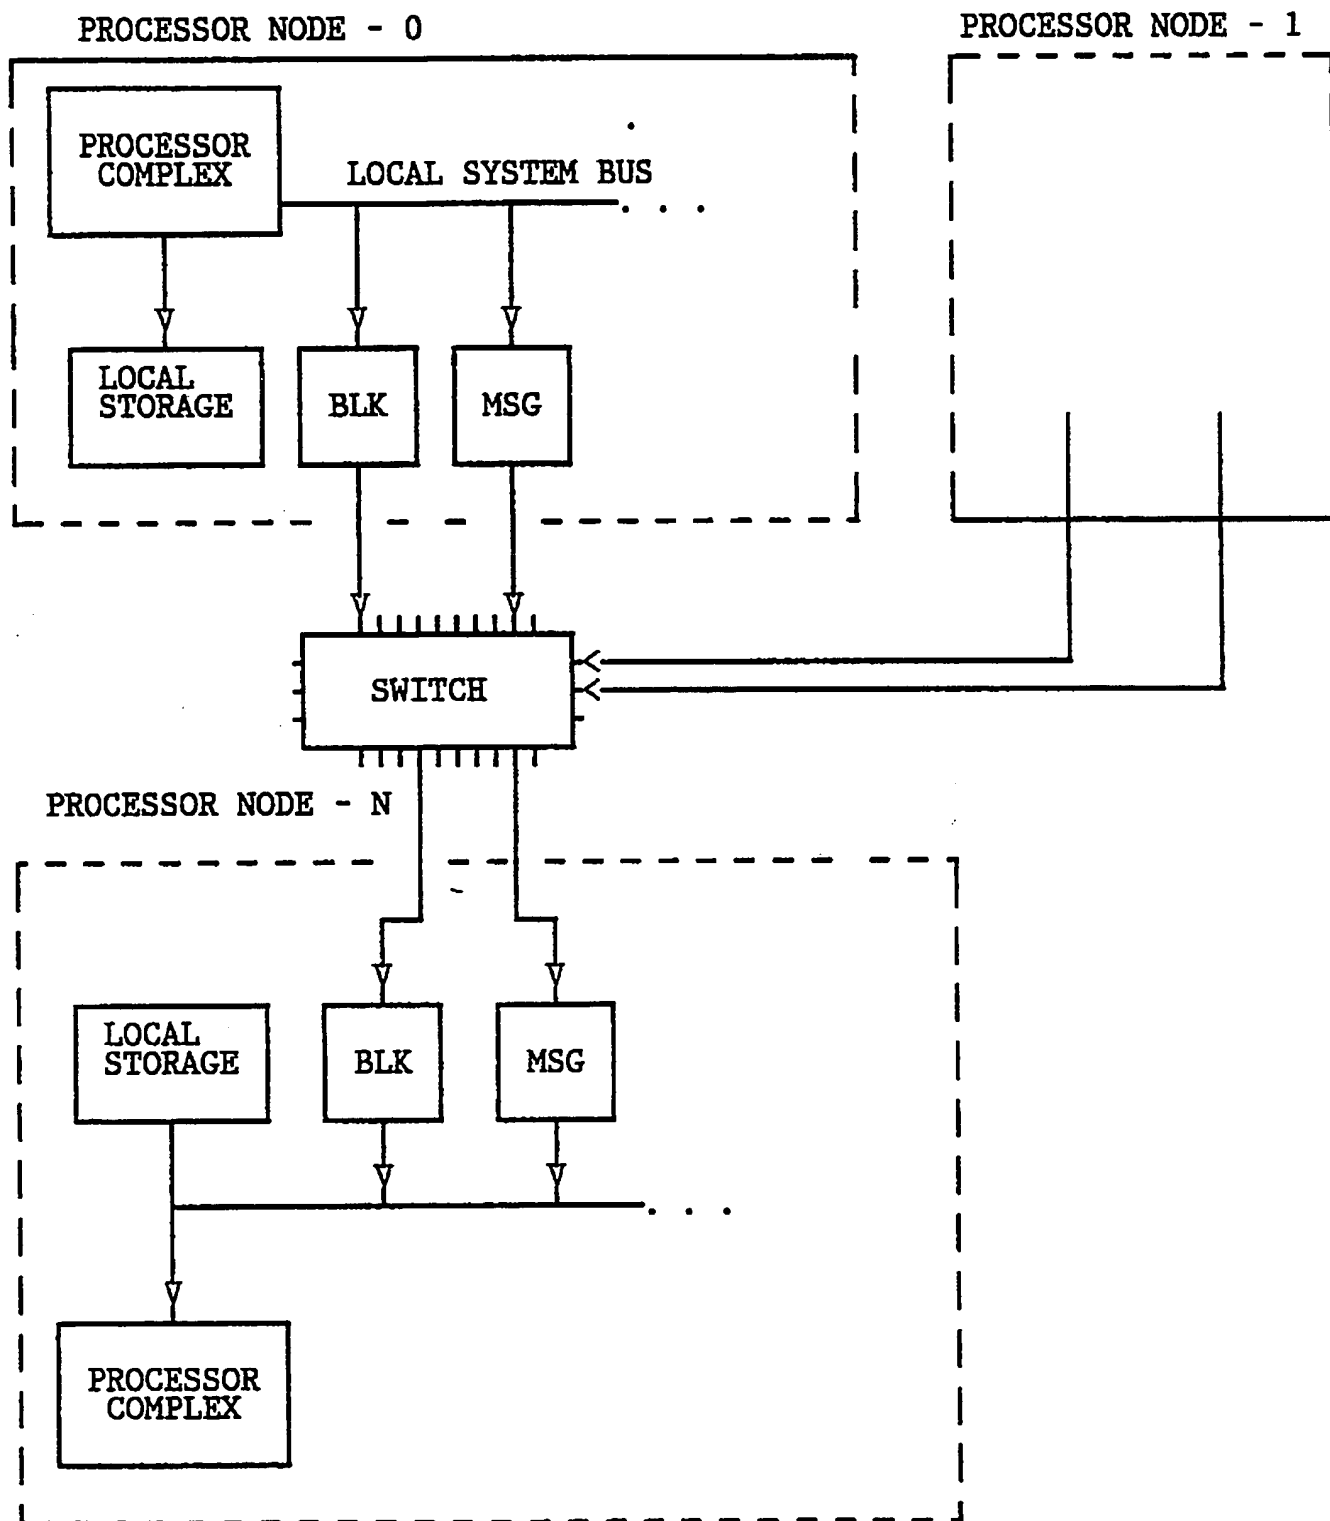 PROCESSOR NODE - 0
PROCESSOR NODE - 1
PROCESSOR
COMPLEX
LOCAL SYSTEM BUS
. . .
LOCAL
STORAGE
BLK
MSG
SWITCH
PROCESSOR NODE - N
LOCAL
STORAGE
BLK
MSG
. . .
PROCESSOR
COMPLEX